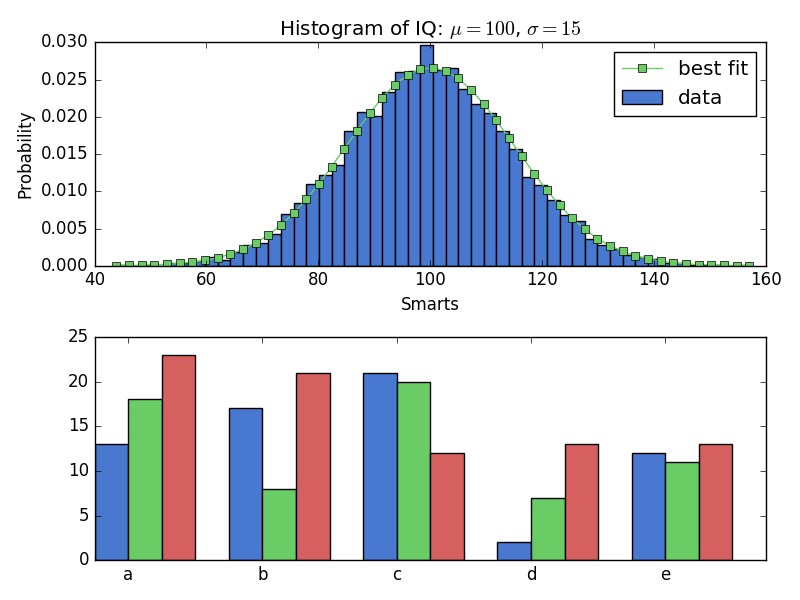 Histogram of IQ: μ = 100, σ = 15
0.030
0.025
0.020
0.015
0.010
0.005
0.000
Probability
best fit
data
40 60 80 100 120 140 160
Smarts
25
20
15
10
5
0
a b c d e